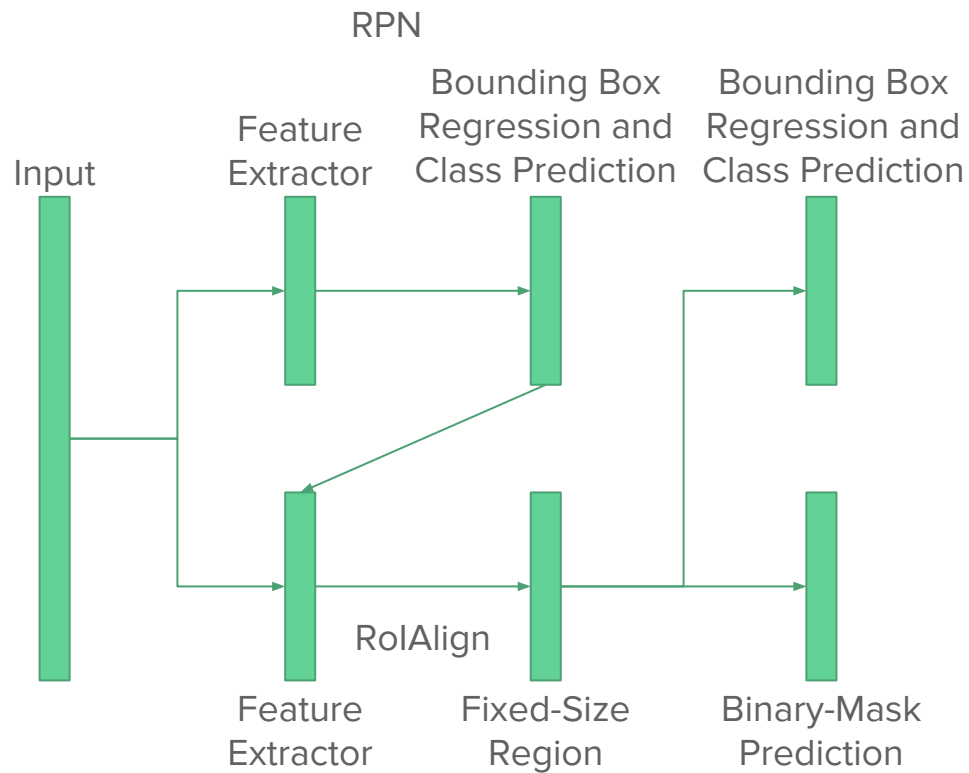 RPN
Input
Feature
Extractor
Bounding Box
Regression and
Class Prediction
Bounding Box
Regression and
Class Prediction
RoIAlign
Feature
Extractor
Fixed-Size
Region
Binary-Mask
Prediction